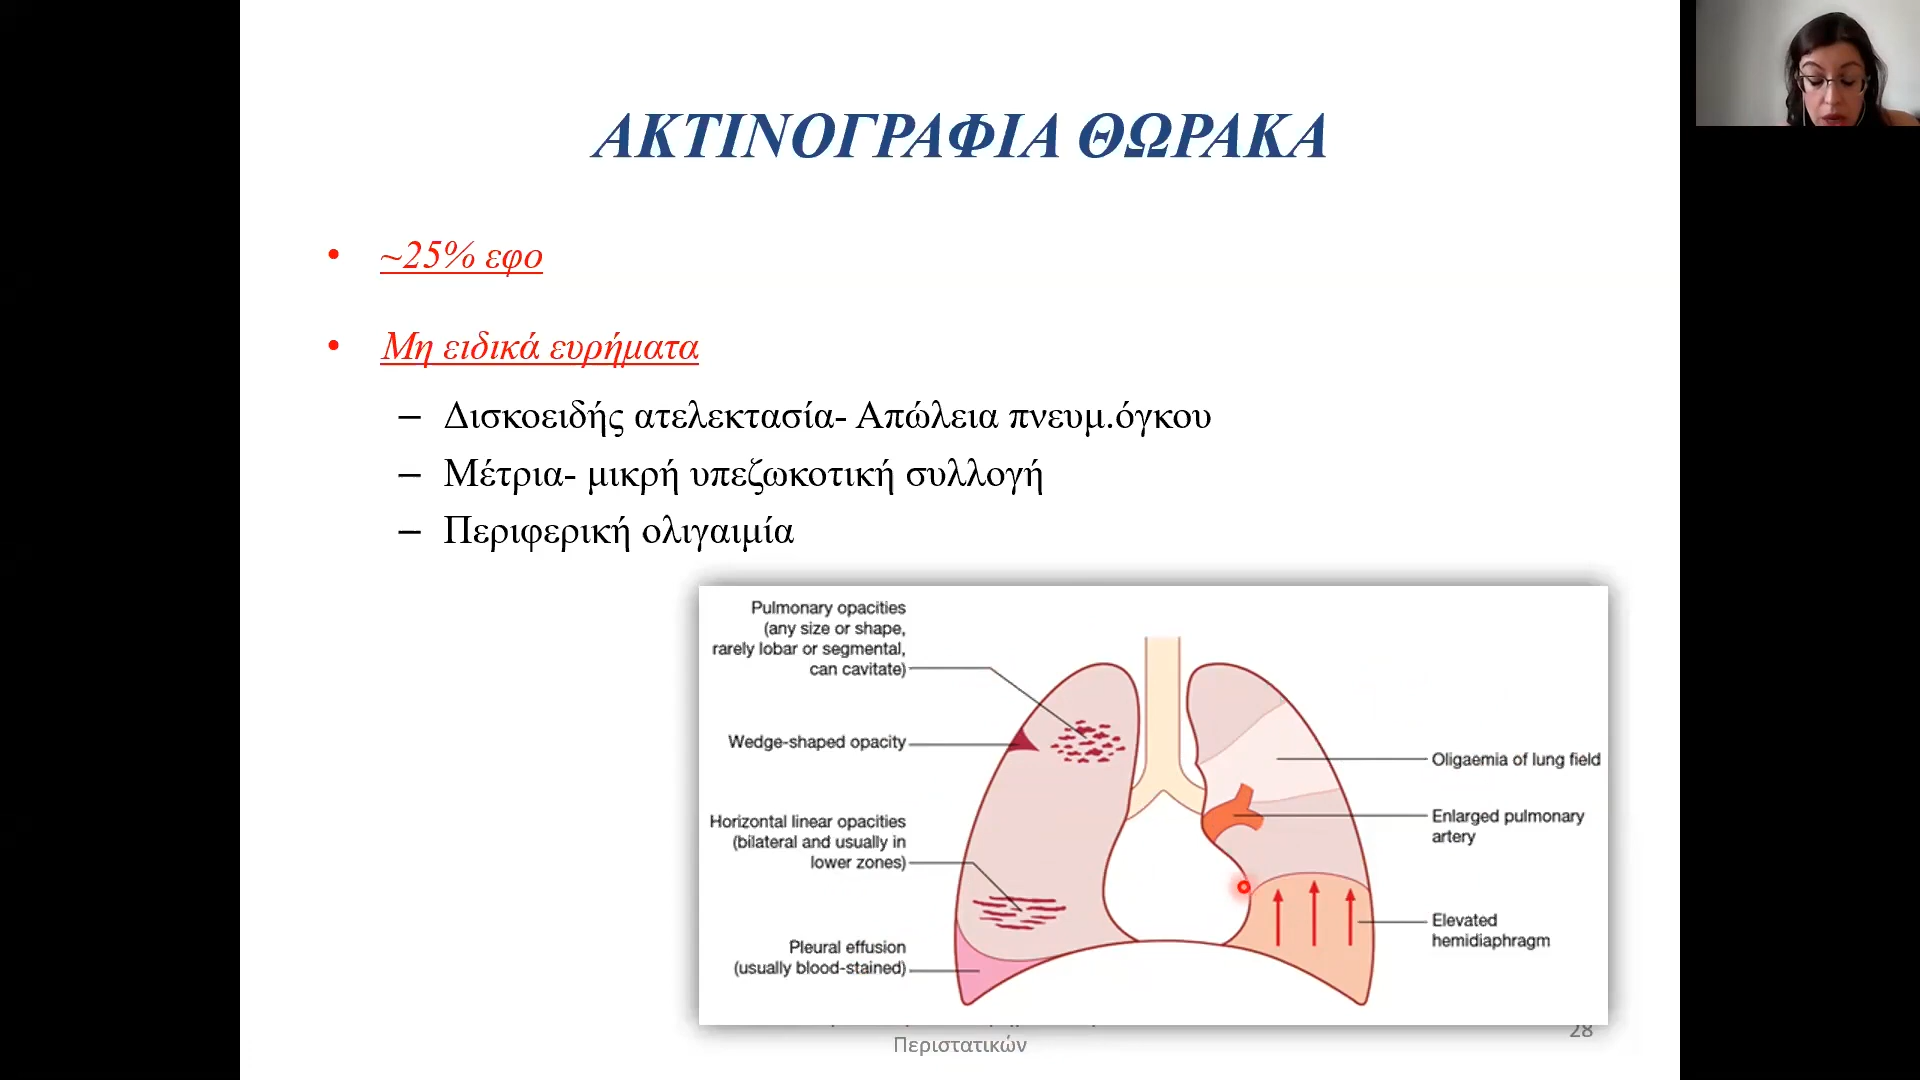 ΑΚΤΙΝΟΓΡΑΦΙΑ ΘΩΡΑΚΑ
• ~25% εφο
• Μη ειδικά ευρήματα
– Δισκοειδής ατελεκτασία- Απώλεια πνευμ.όγκου
– Μέτρια- μικρή υπεζωκοτική συλλογή
– Περιφερική ολιγαιμία
Pulmonary opacities
(any size or shape,
rarely lobar or segmental,
can cavitate)
Wedge-shaped opacity
Horizontal linear opacities
(bilateral and usually in
lower zones)
Pleural effusion
(usually blood-stained)
Oligaemia of lung field
Enlarged pulmonary
artery
Elevated
hemidiaphragm
Περιστατικών
28